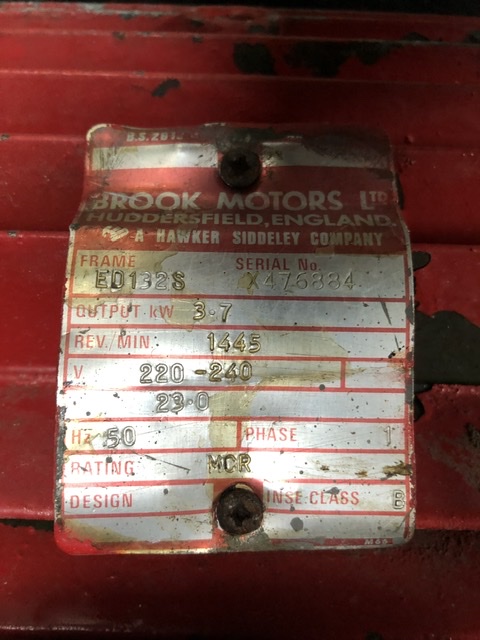 BROOK MOTORS LTD
HUDDERSFIELD, ENGLAND.
A HAWKER SIDDELEY COMPANY
FRAME SERIAL No.
ED132S X476884
OUTPUT kW 3.7
REV/MIN. 1445
V. 220-240
23.0
HZ 50 PHASE 1
RATING MCR
DESIGN INSE.CLASS B